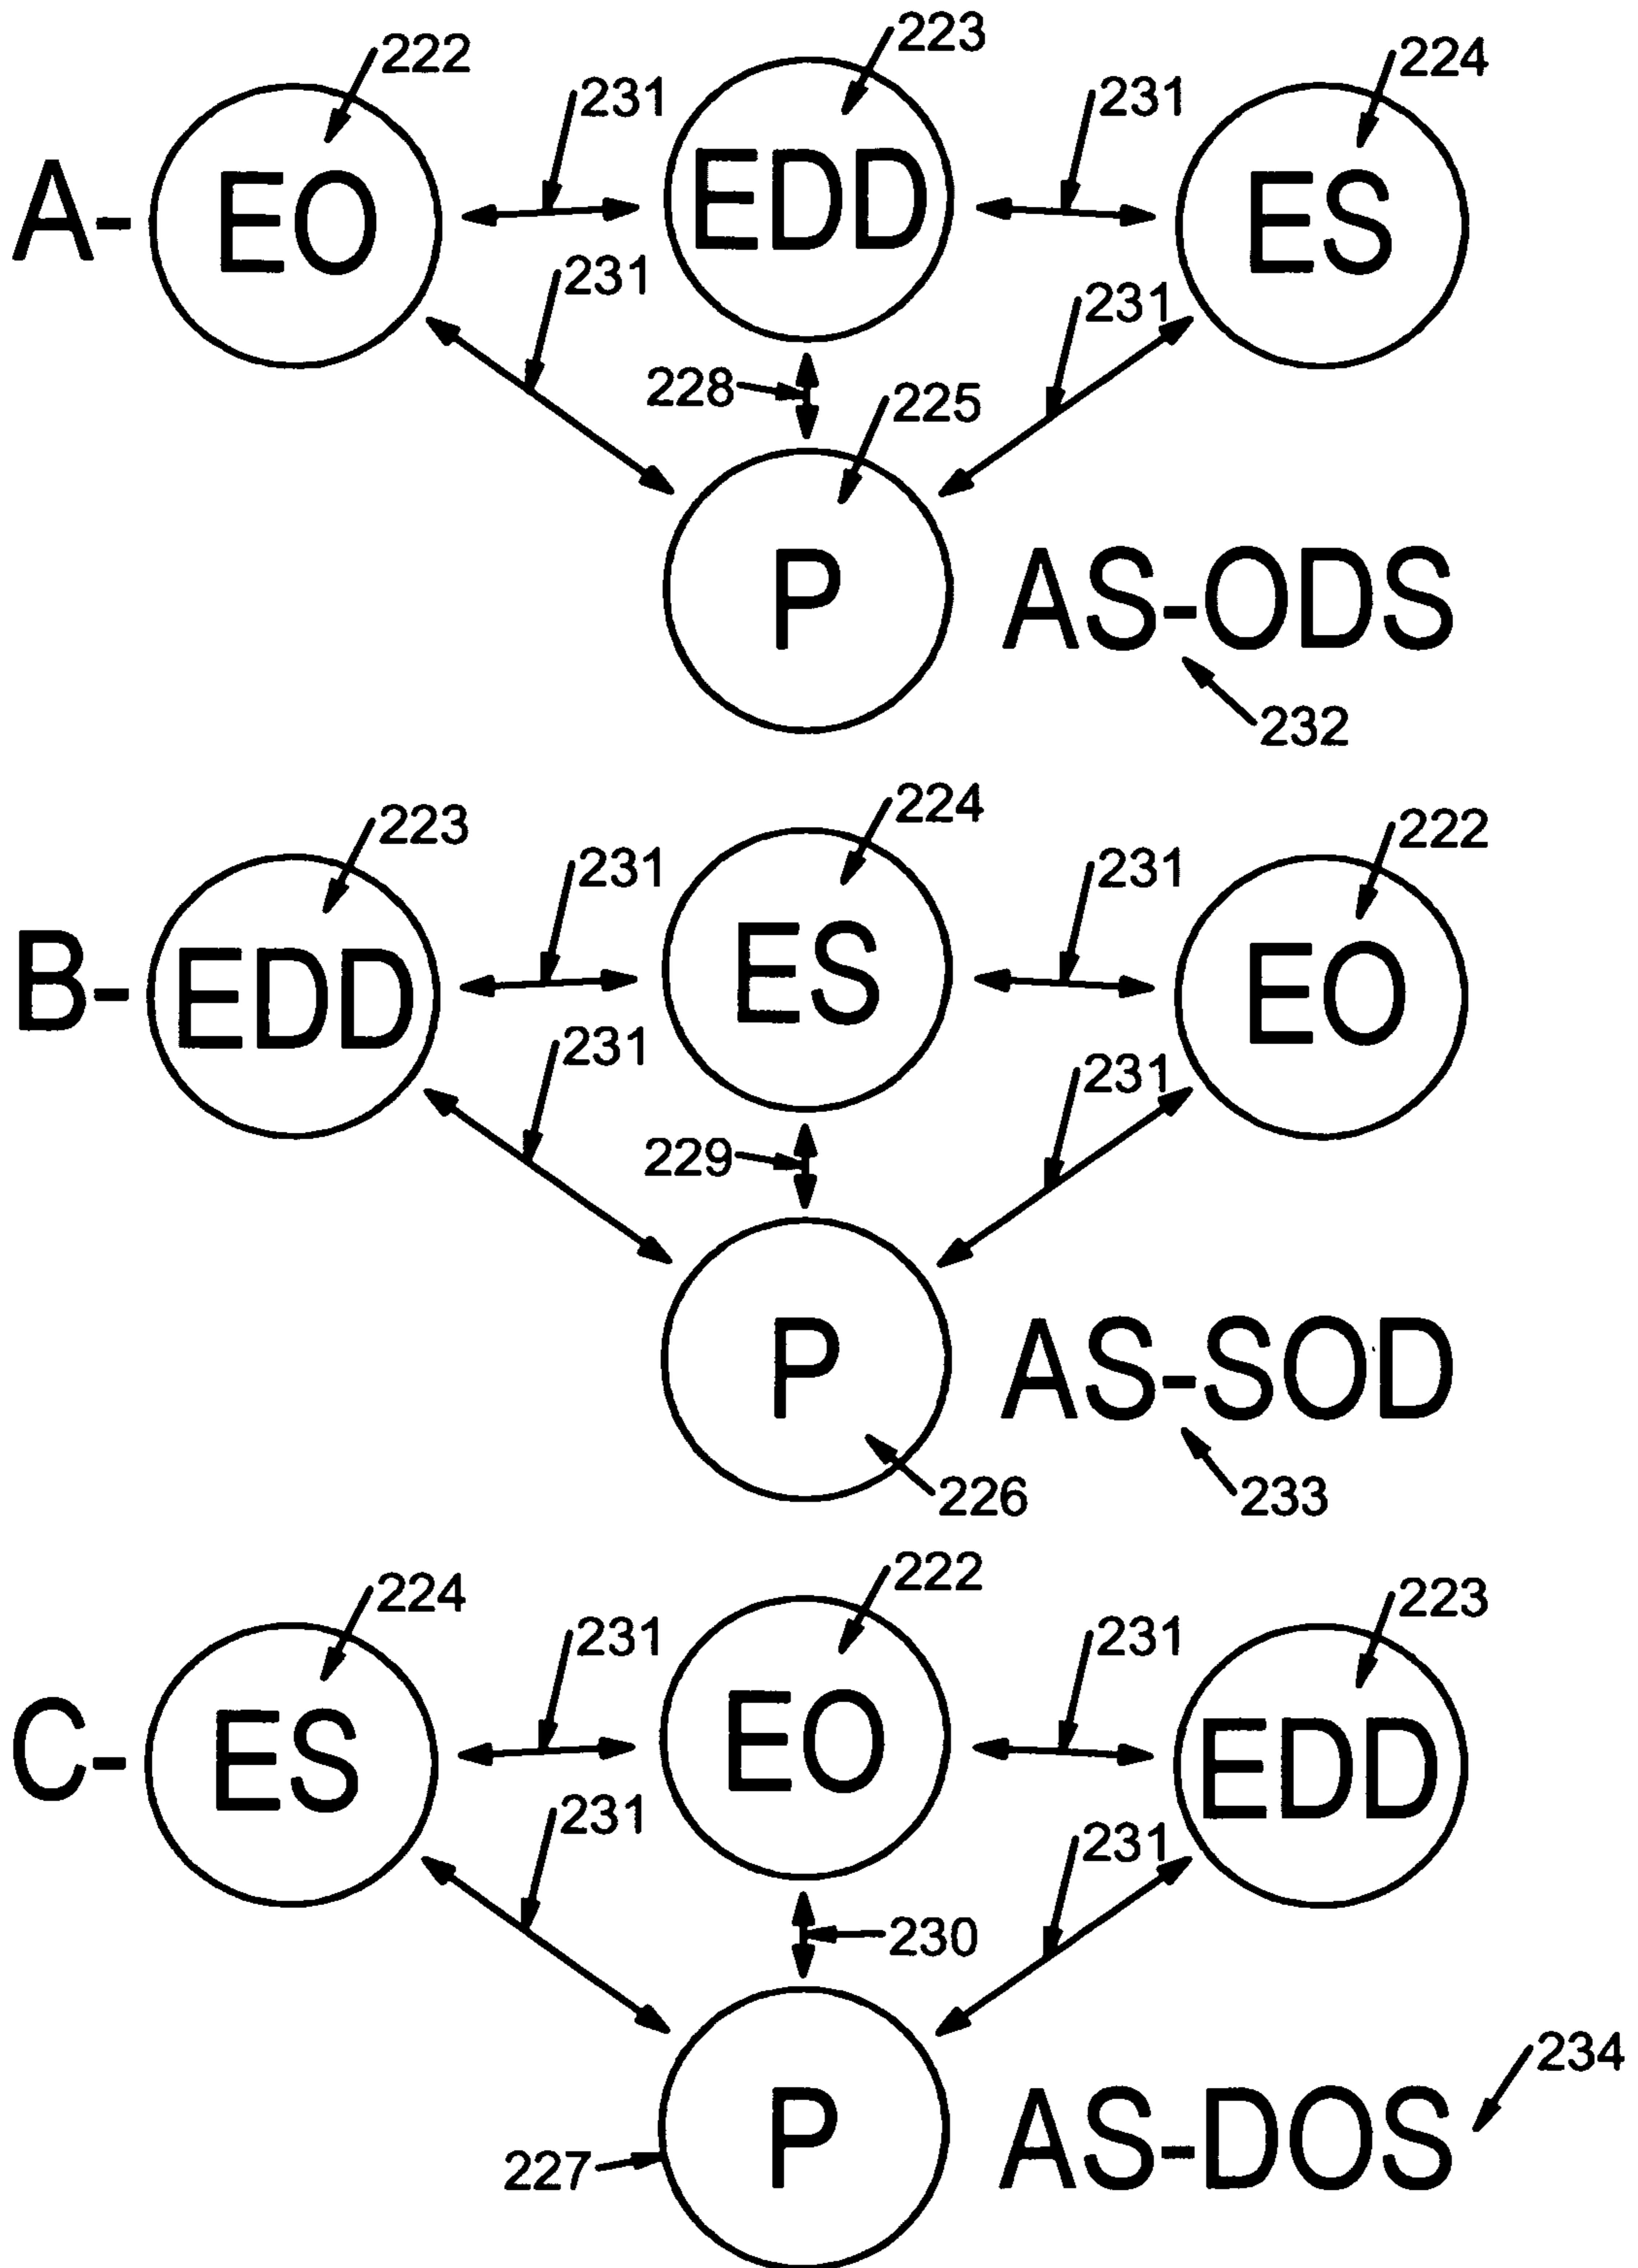 222 223 224
231 231
A- EO EDD ES
231 231
228 225
P AS-ODS
232
223 224 222
231 231
B- EDD ES EO
231 231
229
P AS-SOD
226 233
224 222 223
231 231
C- ES EO EDD
231 231
230
234
P AS-DOS
227